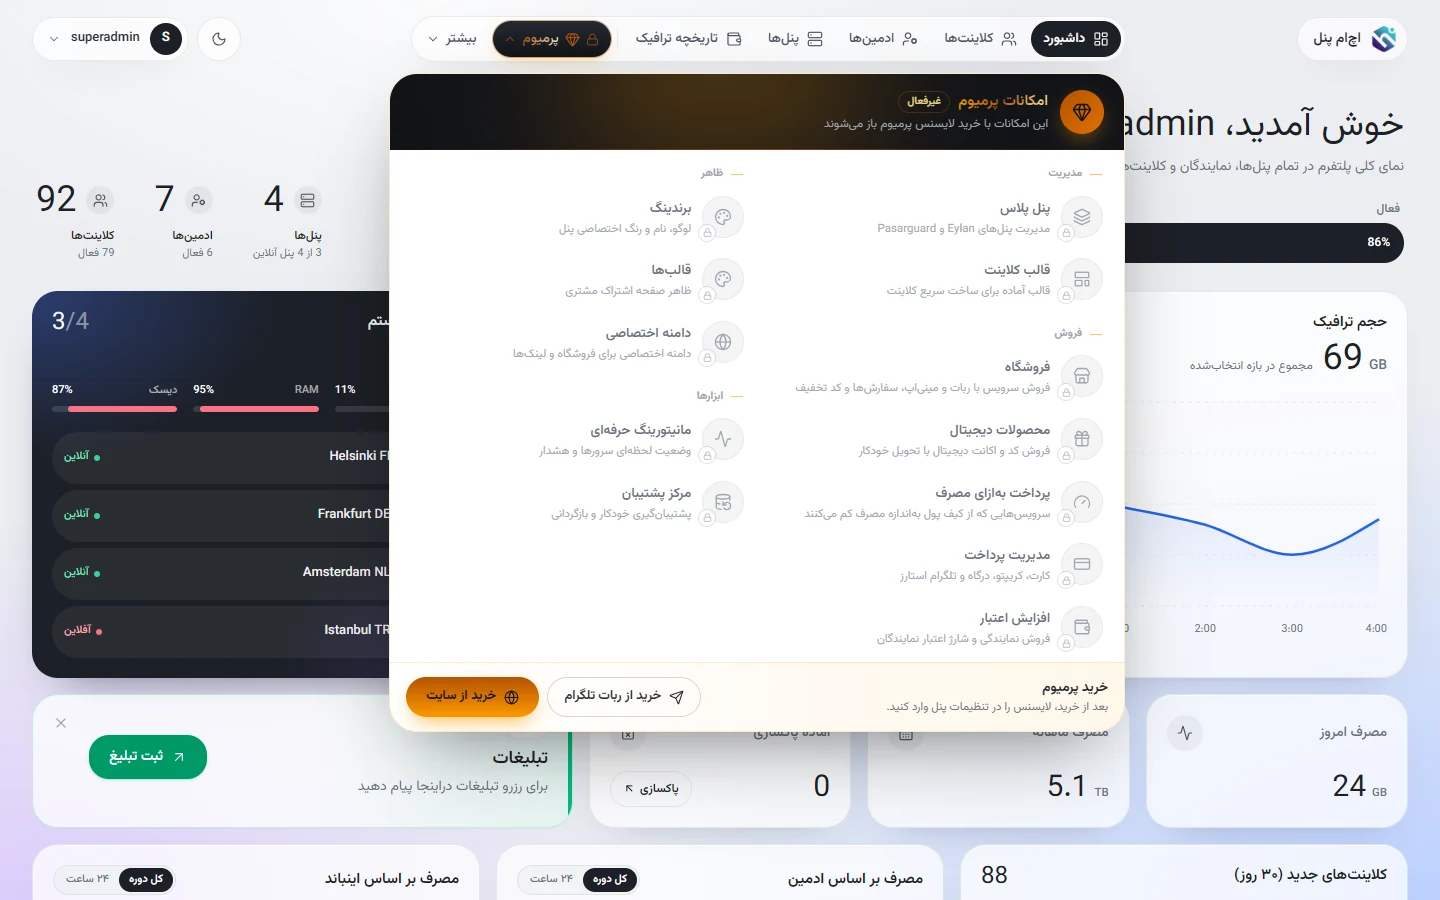 اچ‌ام پنل
داشبورد
کلاینت‌ها
ادمین‌ها
پنل‌ها
تاریخچه ترافیک
پرمیوم
بیشتر
S
superadmin
خوش آمدید، admin
نمای کلی پلتفرم در تمام پنل‌ها، نمایندگان و کلاینت‌ه
فعال
86%
4
پنل‌ها
3 از 4 پنل آنلاین
7
ادمین‌ها
6 فعال
92
کلاینت‌ها
79 فعال
امکانات پرمیوم
غیرفعال
این امکانات با خرید لایسنس پرمیوم باز می‌شوند
مدیریت
پنل پلاس
مدیریت پنل‌های Eylan و Pasarguard
قالب کلاینت
قالب آماده برای ساخت سریع کلاینت
فروش
فروشگاه
فروش سرویس با ربات و مینی‌اپ، سفارش‌ها و کد تخفیف
محصولات دیجیتال
فروش کد و اکانت دیجیتال با تحویل خودکار
پرداخت به‌ازای مصرف
سرویس‌هایی که از کیف پول به‌اندازه مصرف کم می‌کنند
مدیریت پرداخت
کارت، کریپتو، درگاه و تلگرام استارز
افزایش اعتبار
فروش نمایندگی و شارژ اعتبار نمایندگان
ظاهر
برندینگ
لوگو، نام و رنگ اختصاصی پنل
قالب‌ها
ظاهر صفحه اشتراک مشتری
دامنه اختصاصی
دامنه اختصاصی برای فروشگاه و لینک‌ها
ابزارها
مانیتورینگ حرفه‌ای
وضعیت لحظه‌ای سرورها و هشدار
مرکز پشتیبان
پشتیبان‌گیری خودکار و بازگردانی
خرید پرمیوم
بعد از خرید، لایسنس را در تنظیمات پنل وارد کنید.
خرید از ربات تلگرام
خرید از سایت
حجم ترافیک
69 GB
مجموع در بازه انتخاب‌شده
2:00
3:00
4:00
ستم
3/4
11%
RAM
95%
دیسک
87%
Helsinki FI
آنلاین
Frankfurt DE
آنلاین
Amsterdam NL
آنلاین
Istanbul TR
آفلاین
مصرف امروز
24 GB
مصرف ماهانه
5.1 TB
آماده پاکسازی
0
پاکسازی
تبلیغات
برای رزرو تبلیغات دراینجا پیام دهید
ثبت تبلیغ
کلاینت‌های جدید (۳۰ روز)
88
مصرف بر اساس ادمین
کل دوره
۲۴ ساعت
مصرف بر اساس اینباند
کل دوره
۲۴ ساعت